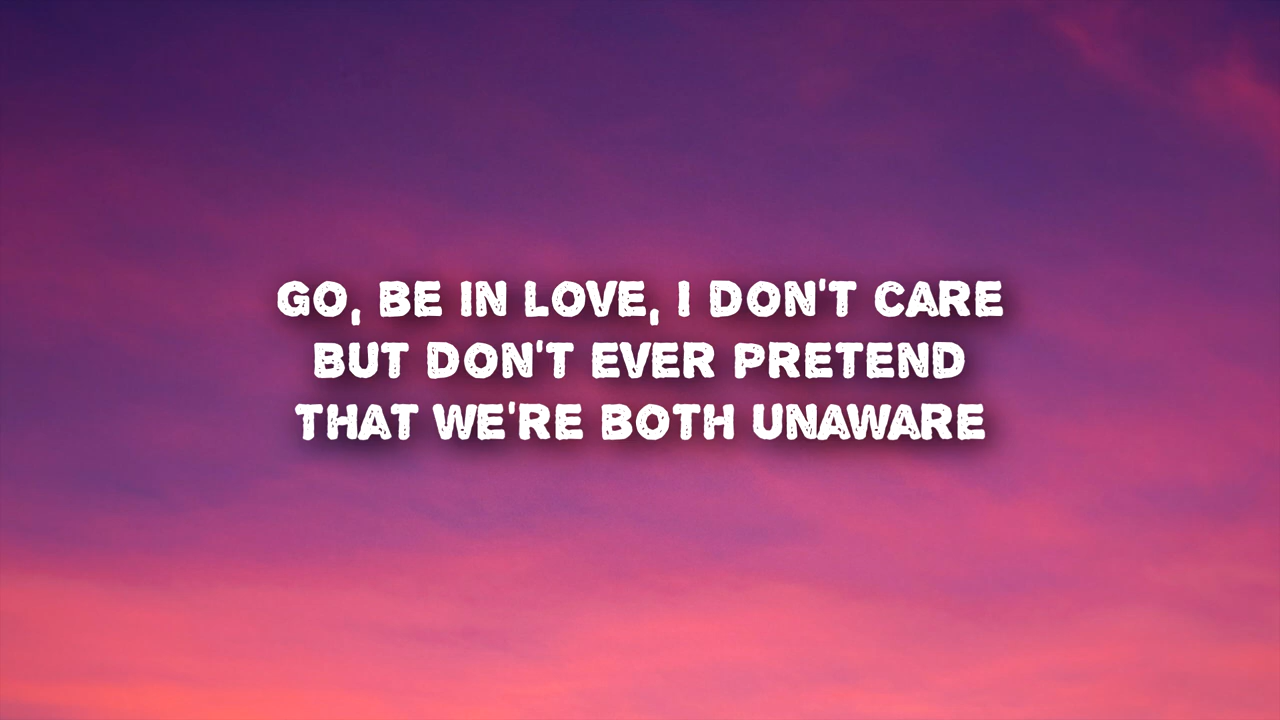 GO, BE IN LOVE, I DON'T CARE
BUT DON'T EVER PRETEND
THAT WE'RE BOTH UNAWARE